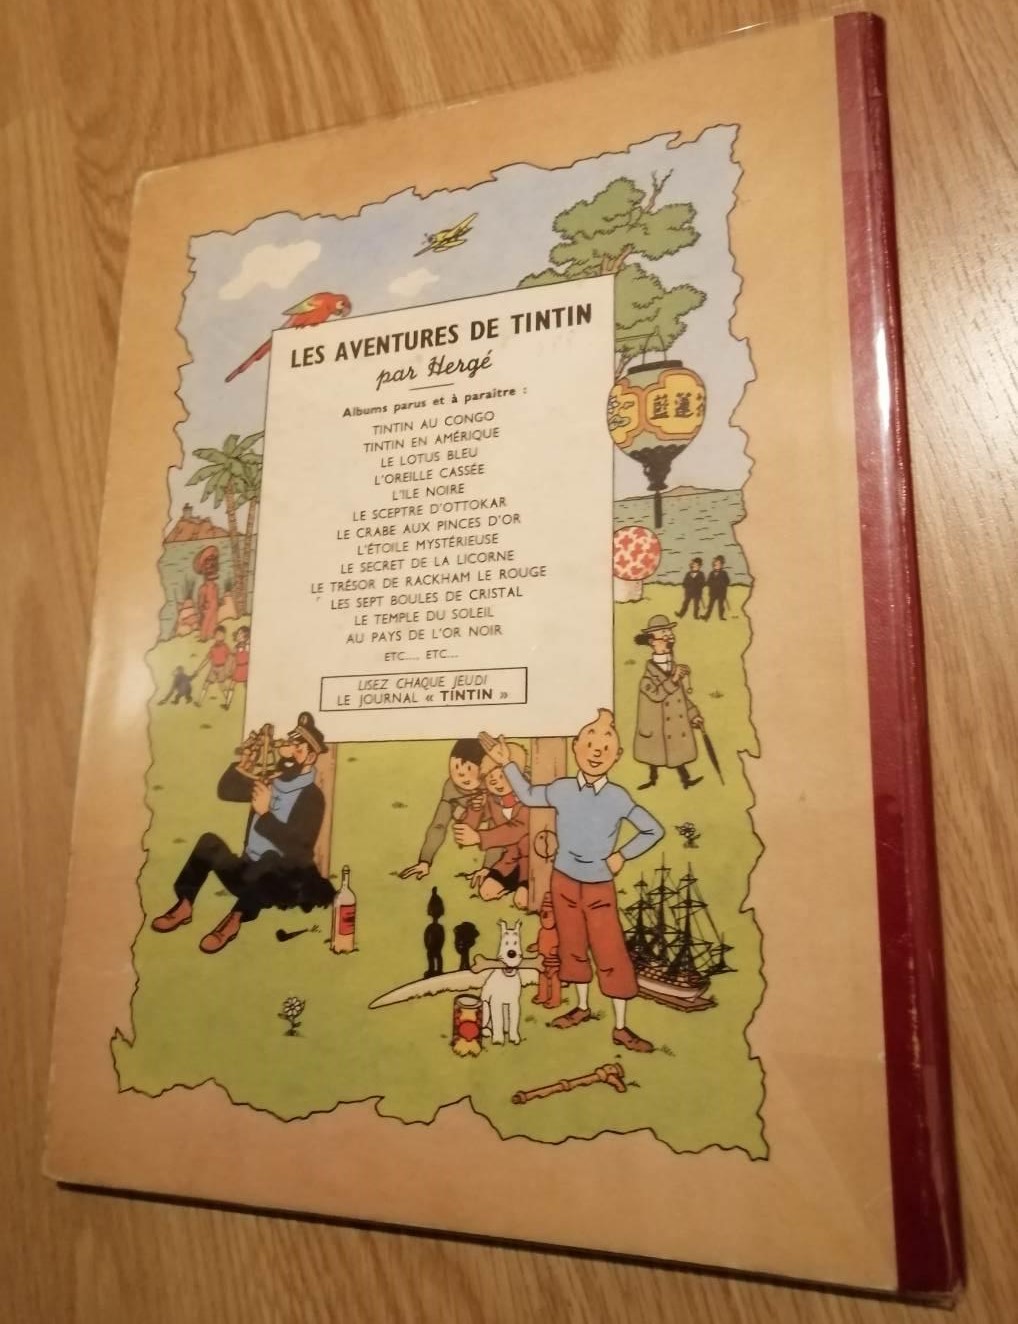 LES AVENTURES DE TINTIN
par Hergé
Albums parus et à paraître :
TINTIN AU CONGO
TINTIN EN AMÉRIQUE
LE LOTUS BLEU
L'OREILLE CASSÉE
L'ILE NOIRE
LE SCEPTRE D'OTTOKAR
LE CRABE AUX PINCES D'OR
L'ÉTOILE MYSTÉRIEUSE
LE SECRET DE LA LICORNE
LE TRÉSOR DE RACKHAM LE ROUGE
LES SEPT BOULES DE CRISTAL
LE TEMPLE DU SOLEIL
AU PAYS DE L'OR NOIR
ETC.... ETC...
LISEZ CHAQUE JEUDI
LE JOURNAL « TINTIN »
藍蓮